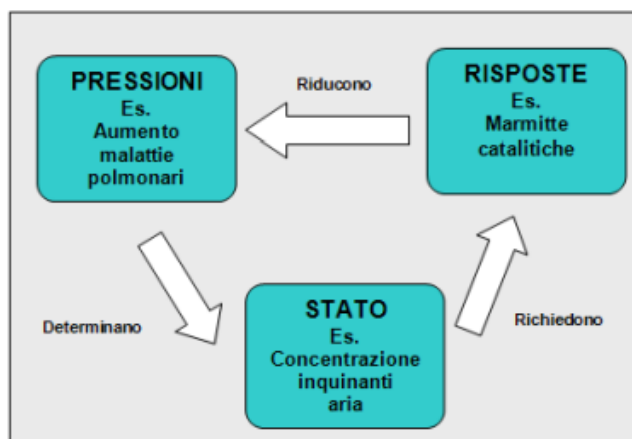 PRESSIONI
Es.
Aumento
malattie
polmonari
Riducono
RISPOSTE
Es.
Marmitte
catalitiche
Determinano
STATO
Es.
Concentrazione
inquinanti
aria
Richiedono